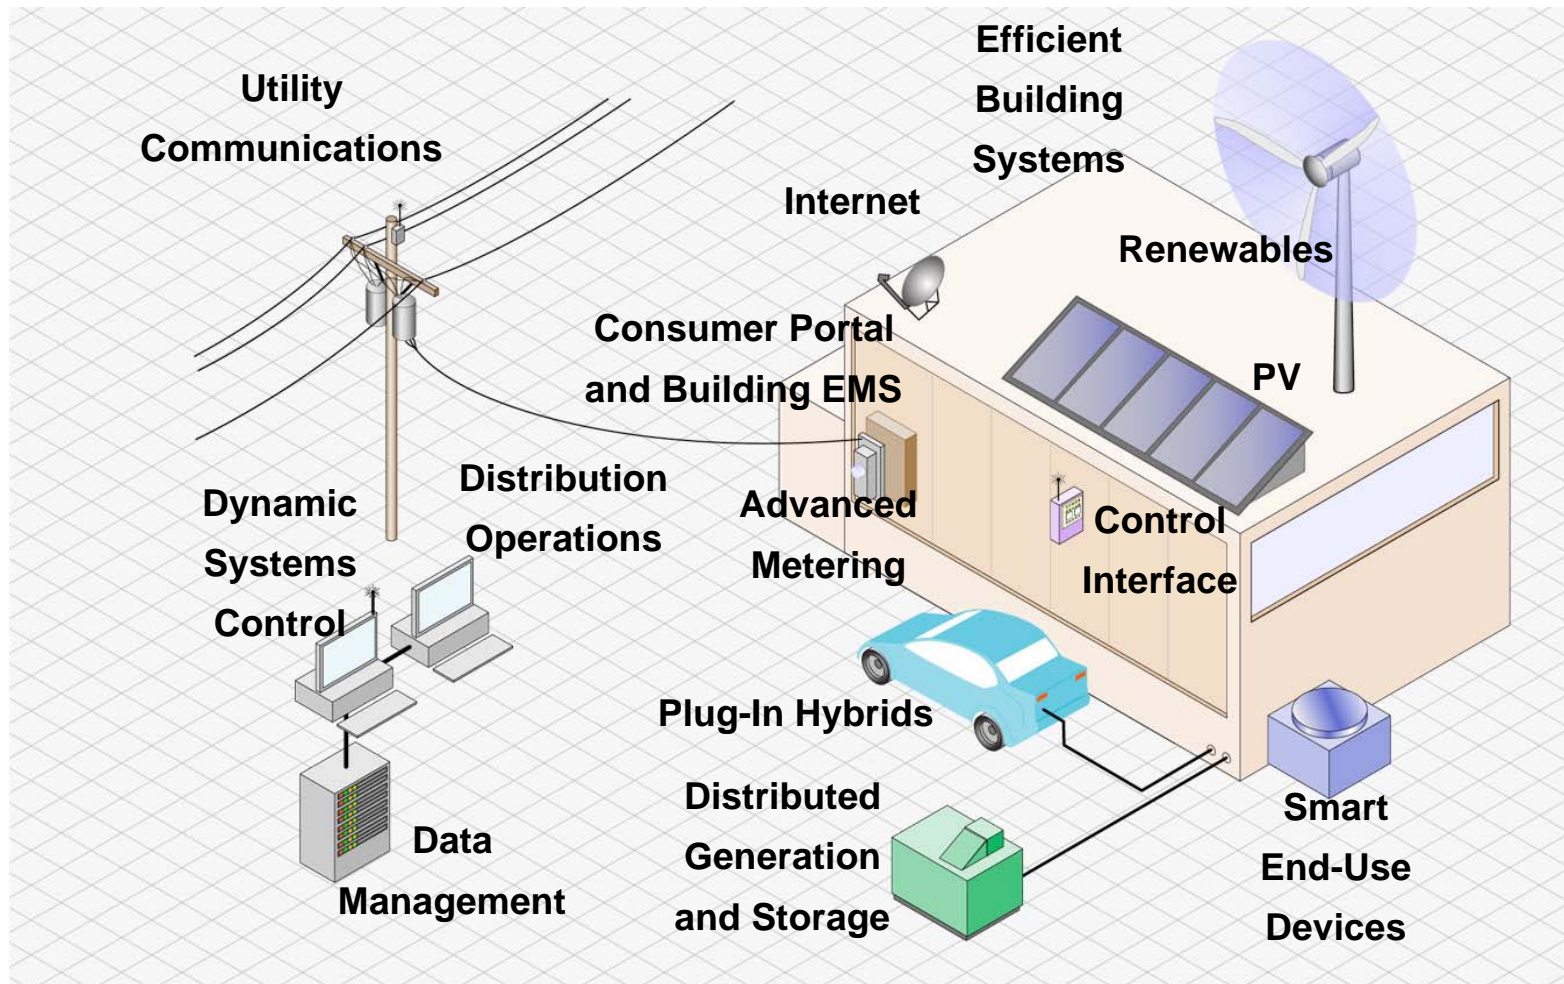 Efficient
Building
Systems
Utility
Communications
Internet
Renewables
Consumer Portal
and Building EMS
PV
Distribution
Operations
Dynamic
Systems
Control
Advanced
Metering
Control
Interface
Plug-In Hybrids
Distributed
Generation
and Storage
Smart
End-Use
Devices
Data
Management